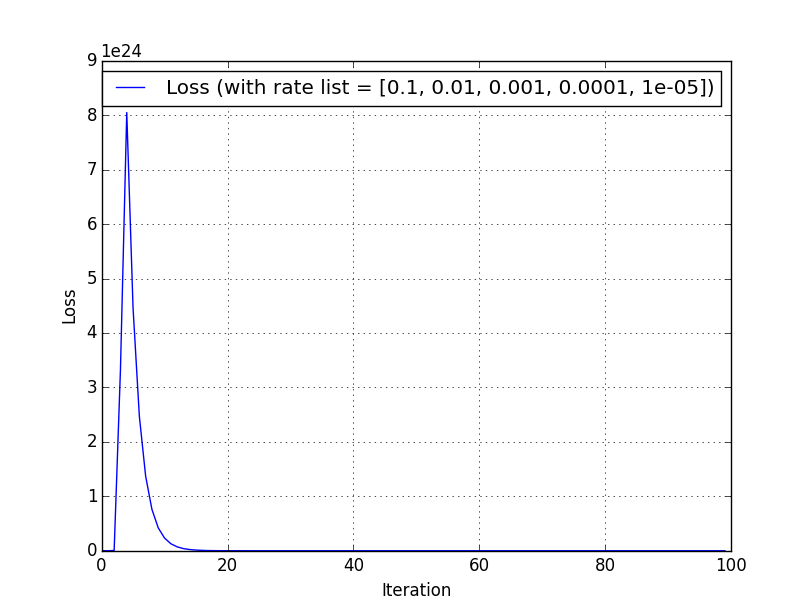 1e24
Loss (with rate list = [0.1, 0.01, 0.001, 0.0001, 1e-05])
9
8
7
6
5
4
3
2
1
0
0 20 40 60 80 100
Loss
Iteration